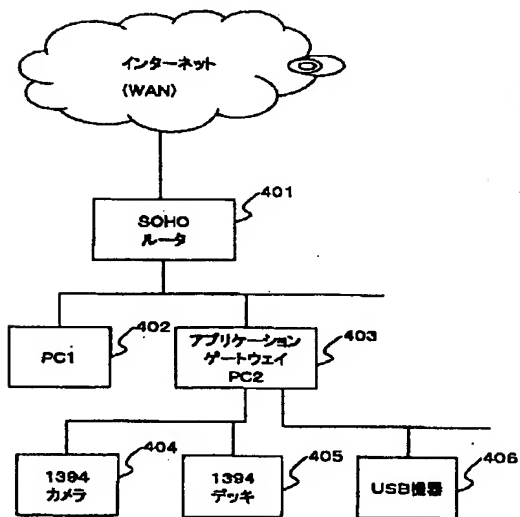 インターネット
(WAN)
401
SOHO
ルータ
402
PC1
403
アプリケーション
ゲートウェイ
PC2
404
1394
カメラ
405
1394
デッキ
406
USB機器